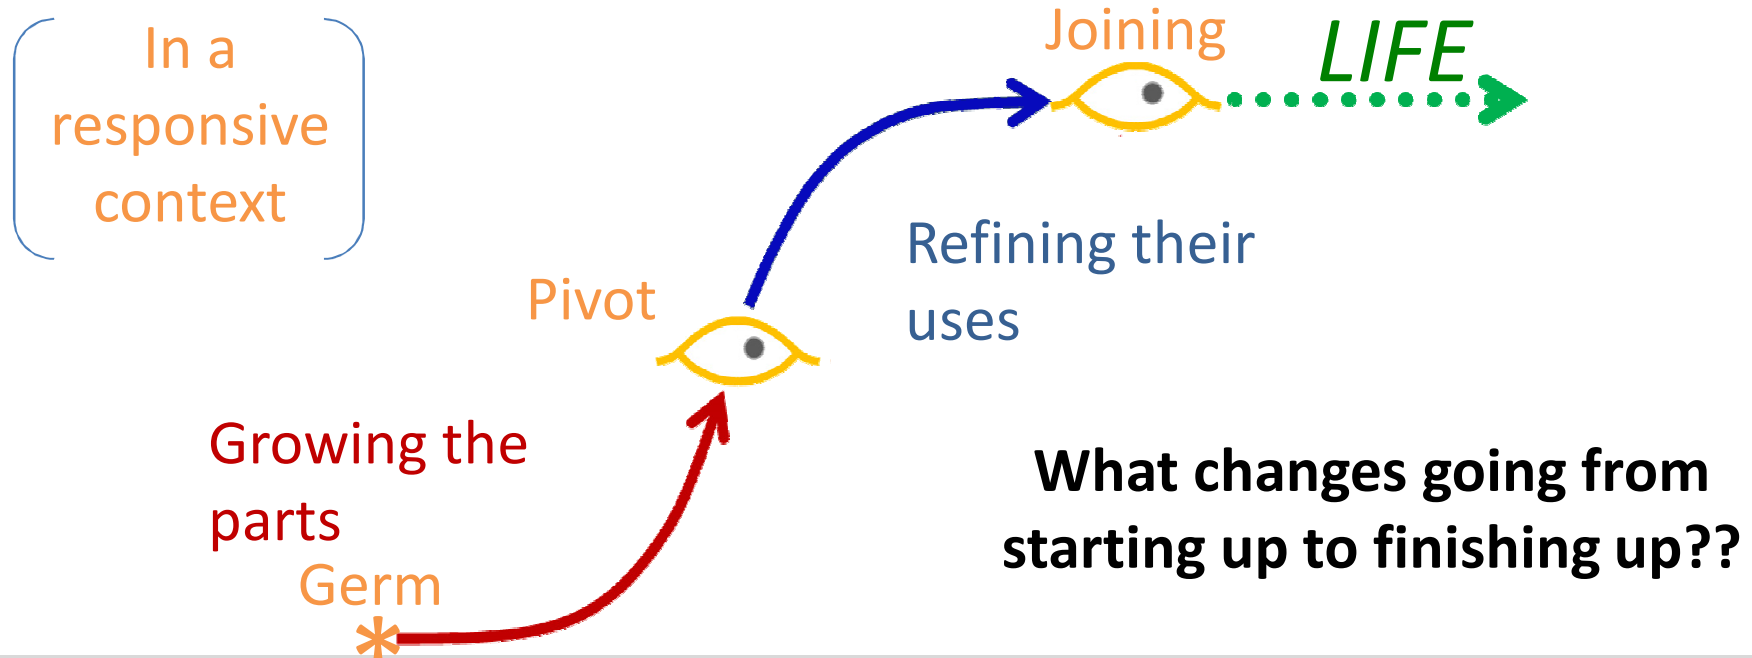 In a
responsive
context
Joining
LIFE
Refining their
uses
Pivot
Growing the
parts
Germ
*
What changes going from
starting up to finishing up??